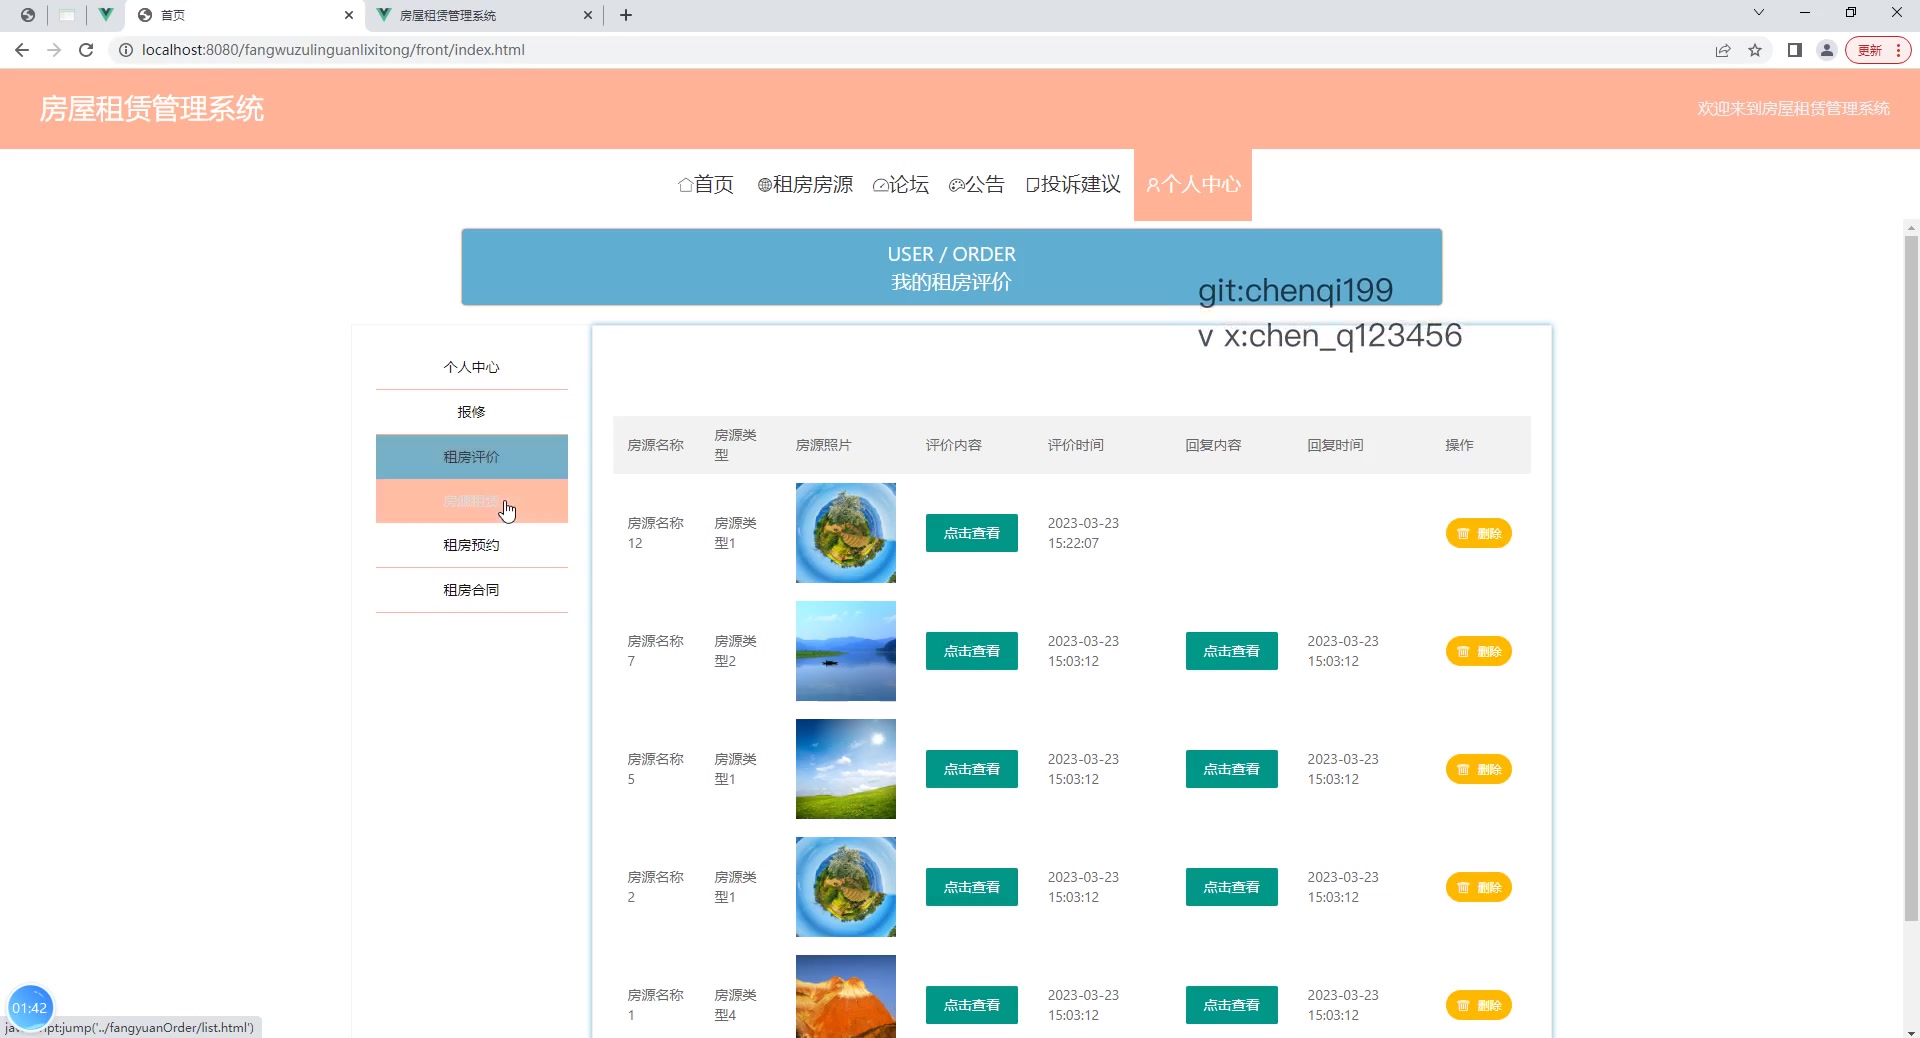 首页
房屋租赁管理系统
localhost:8080/fangwuzulinguanlixitong/front/index.html
更新
房屋租赁管理系统
欢迎来到房屋租赁管理系统
首页 租房房源 论坛 公告 投诉建议 个人中心
USER / ORDER
我的租房评价
git:chenqi199
v x:chen_q123456
个人中心
报修
租房评价
房源租赁
租房预约
租房合同
房源名称 房源类型 房源照片 评价内容 评价时间 回复内容 回复时间 操作
房源名称12 房源类型1 点击查看 2023-03-23 15:22:07 删除
房源名称7 房源类型2 点击查看 2023-03-23 15:03:12 点击查看 2023-03-23 15:03:12 删除
房源名称5 房源类型1 点击查看 2023-03-23 15:03:12 点击查看 2023-03-23 15:03:12 删除
房源名称2 房源类型1 点击查看 2023-03-23 15:03:12 点击查看 2023-03-23 15:03:12 删除
房源名称1 房源类型4 点击查看 2023-03-23 15:03:12 点击查看 2023-03-23 15:03:12 删除
01:42
pt:jump('../fangyuanOrder/list.html')